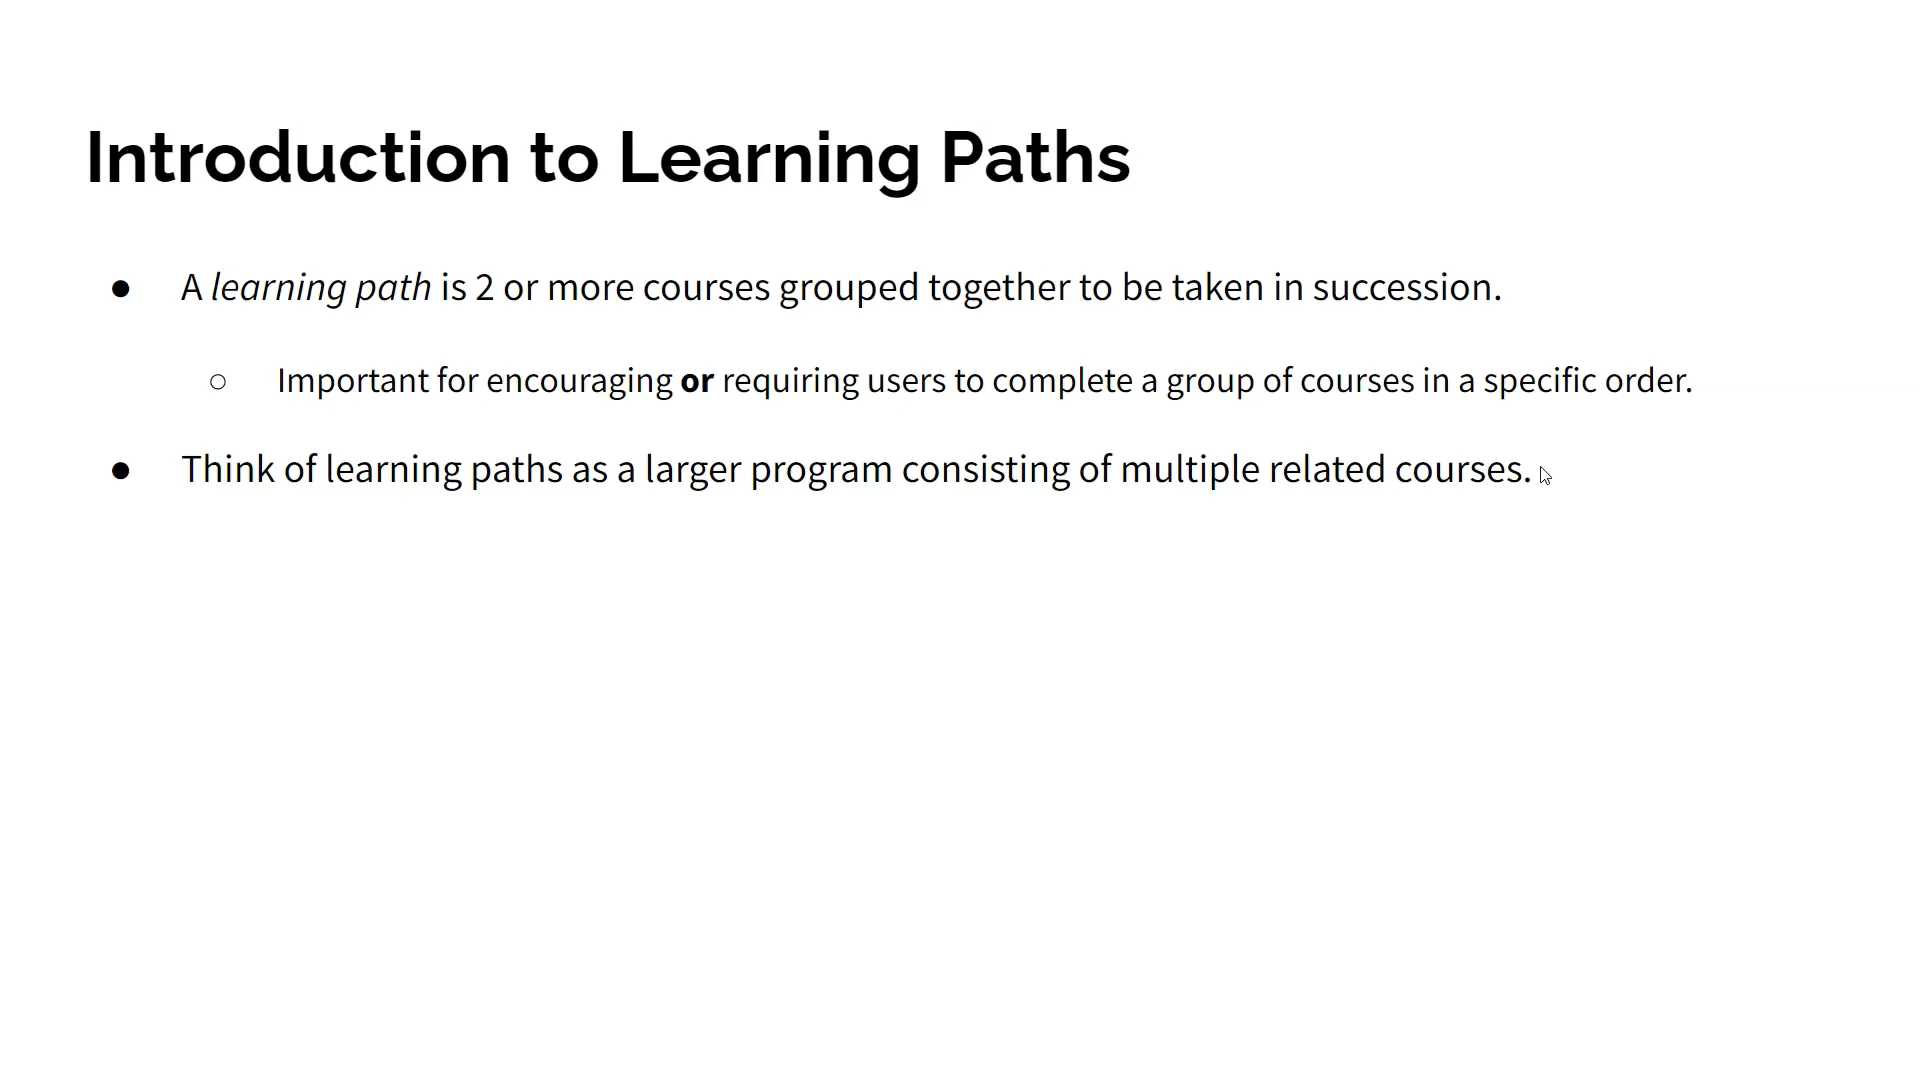 Introduction to Learning Paths
● A learning path is 2 or more courses grouped together to be taken in succession.
○ Important for encouraging or requiring users to complete a group of courses in a specific order.
● Think of learning paths as a larger program consisting of multiple related courses.